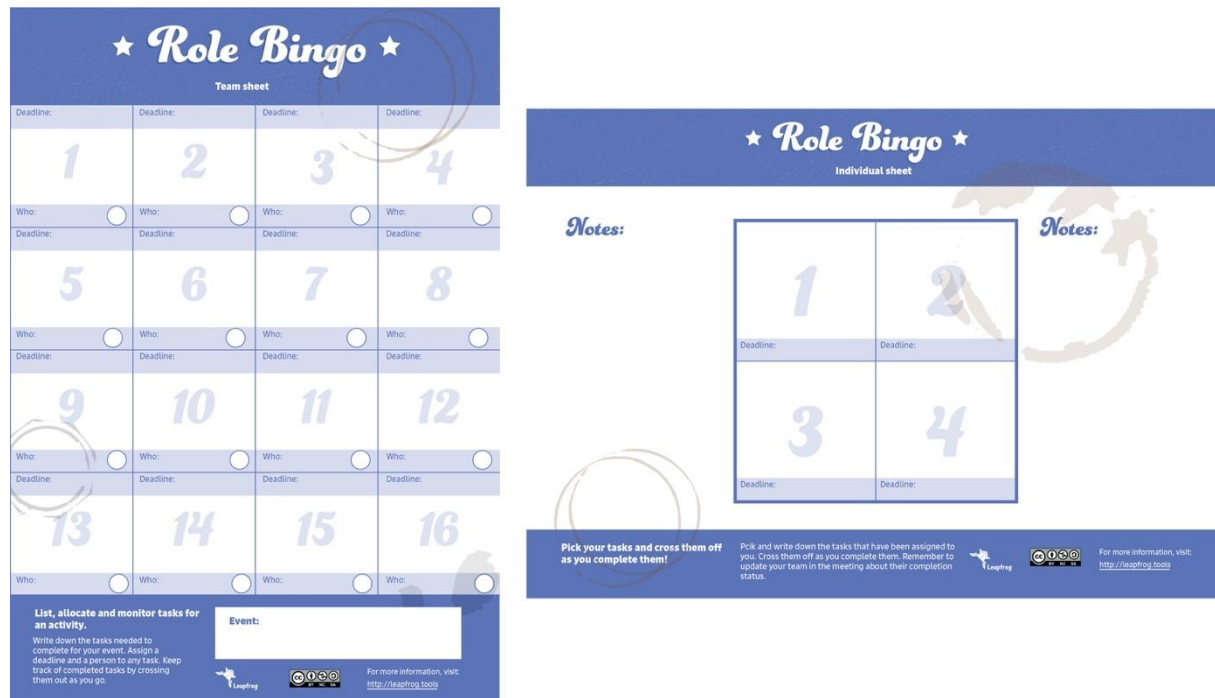 Role Bingo
Team sheet
Deadline: Deadline: Deadline: Deadline:
1 2 3 4
Who: Who: Who: Who:
Deadline: Deadline: Deadline: Deadline:
5 6 7 8
Who: Who: Who: Who:
Deadline: Deadline: Deadline: Deadline:
9 10 11 12
Who: Who: Who: Who:
Deadline: Deadline: Deadline: Deadline:
13 14 15 16
Who: Who: Who: Who:
List, allocate and monitor tasks for
an activity.
Write down the tasks needed to
complete for your event. Assign a
deadline and a person to any task. Keep
track of completed tasks by crossing
them out as you go.
Event:
Leapfrog
cc BY NC SA
For more information, visit:
http://leapfrog.tools
Role Bingo
Individual sheet
Notes:
1 2
Deadline: Deadline:
3 4
Deadline: Deadline:
Notes:
Pick your tasks and cross them off
as you complete them!
Pcik and write down the tasks that have been assigned to
you. Cross them off as you complete them. Remember to
update your team in the meeting about their completion
status.
Leapfrog
cc BY NC SA
For more information, visit:
http://leapfrog.tools